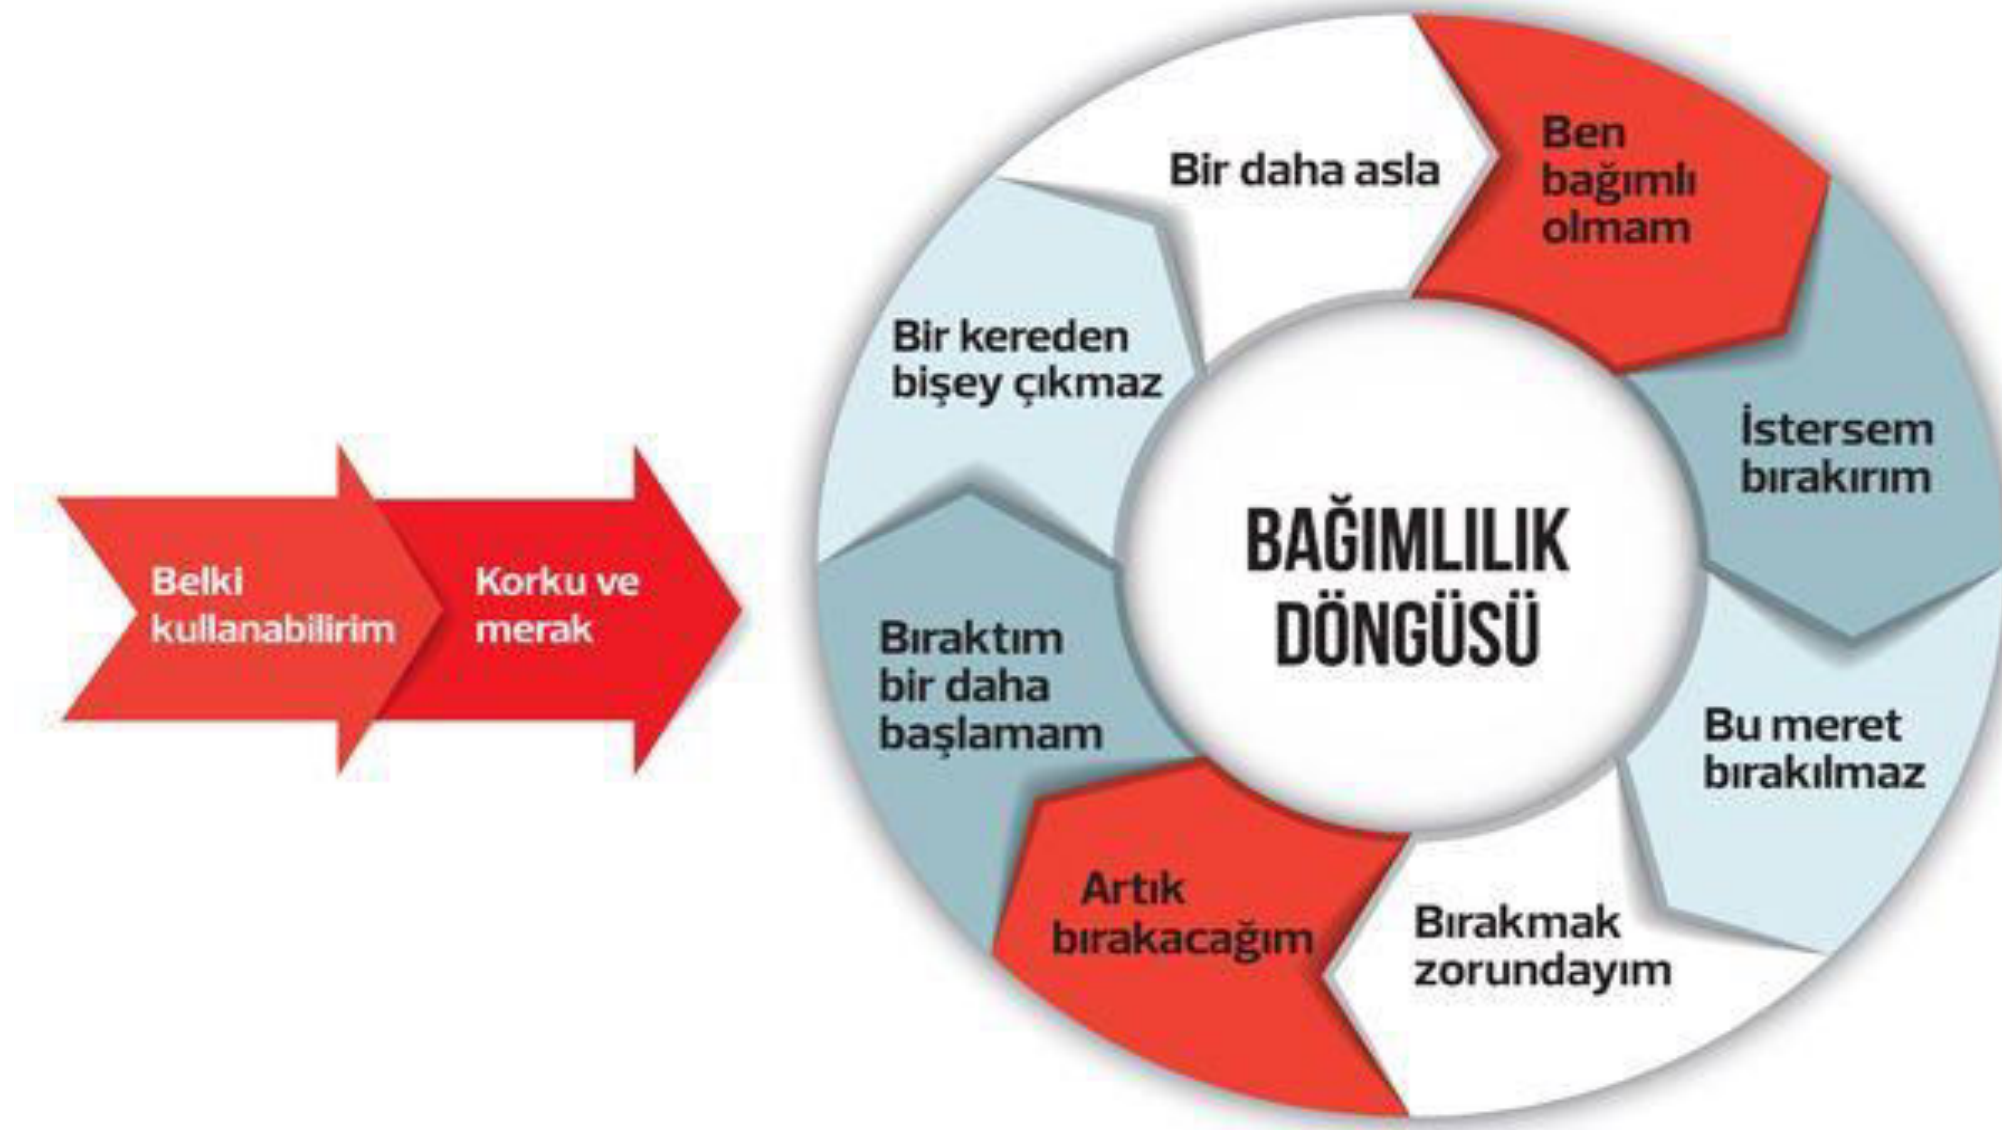 Belki
kullanabilirim
Korku ve
merak
Bir kereden
bişey çıkmaz
Bir daha asla
Ben
bağımlı
olmam
İstersem
bırakırım
Bu meret
bırakılmaz
Bırakmak
zorundayım
Artık
bırakacağım
Bıraktım
bir daha
başlamam
BAĞIMLILIK
DÖNGÜSÜ